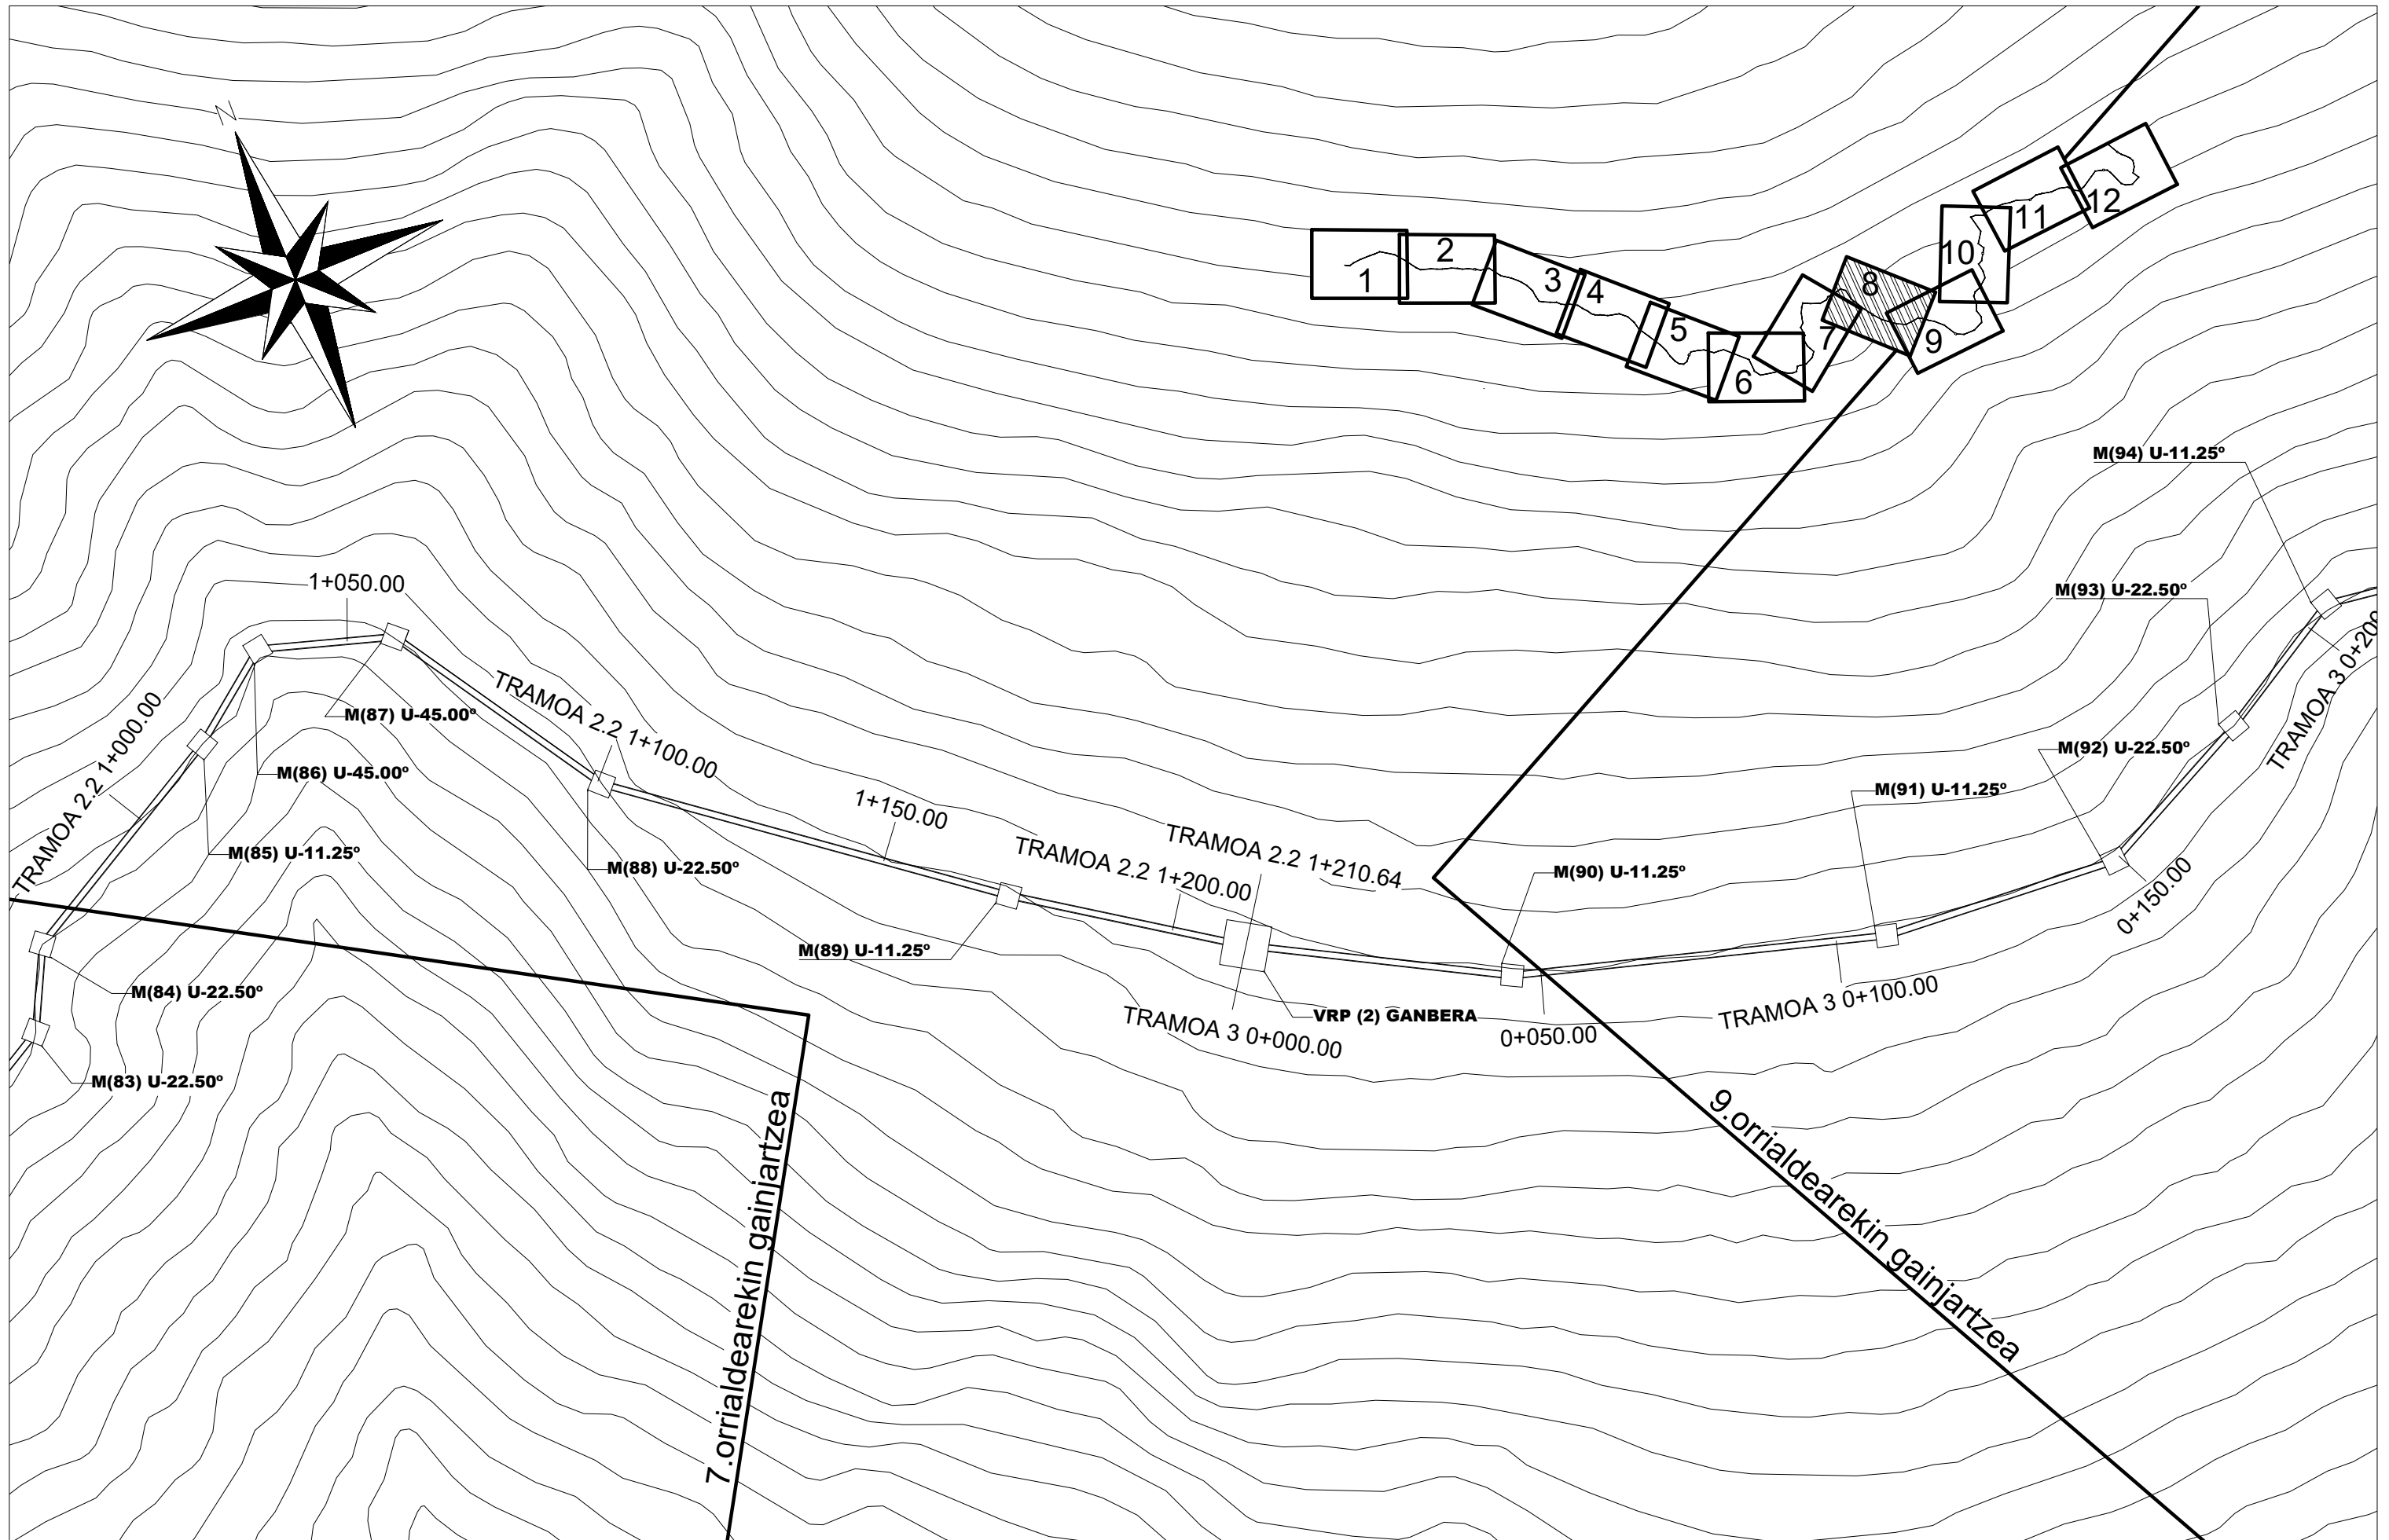 N
1
2
3
4
5
6
7
8
9
10
11
12
M(94) U-11.25º
1+050.00
M(93) U-22.50º
TRAMOA 3 0+200
TRAMOA 2.2 1+000.00
M(87) U-45.00º
TRAMOA 2.2 1+100.00
M(86) U-45.00º
M(92) U-22.50º
M(91) U-11.25º
1+150.00
M(85) U-11.25º
M(88) U-22.50º
TRAMOA 2.2 1+200.00
TRAMOA 2.2 1+210.64
M(90) U-11.25º
0+150.00
M(89) U-11.25º
M(84) U-22.50º
VRP (2) GANBERA
TRAMOA 3 0+000.00
0+050.00
TRAMOA 3 0+100.00
M(83) U-22.50º
7.orrialdearekin gainjartzea
9.orrialdearekin gainjartzea